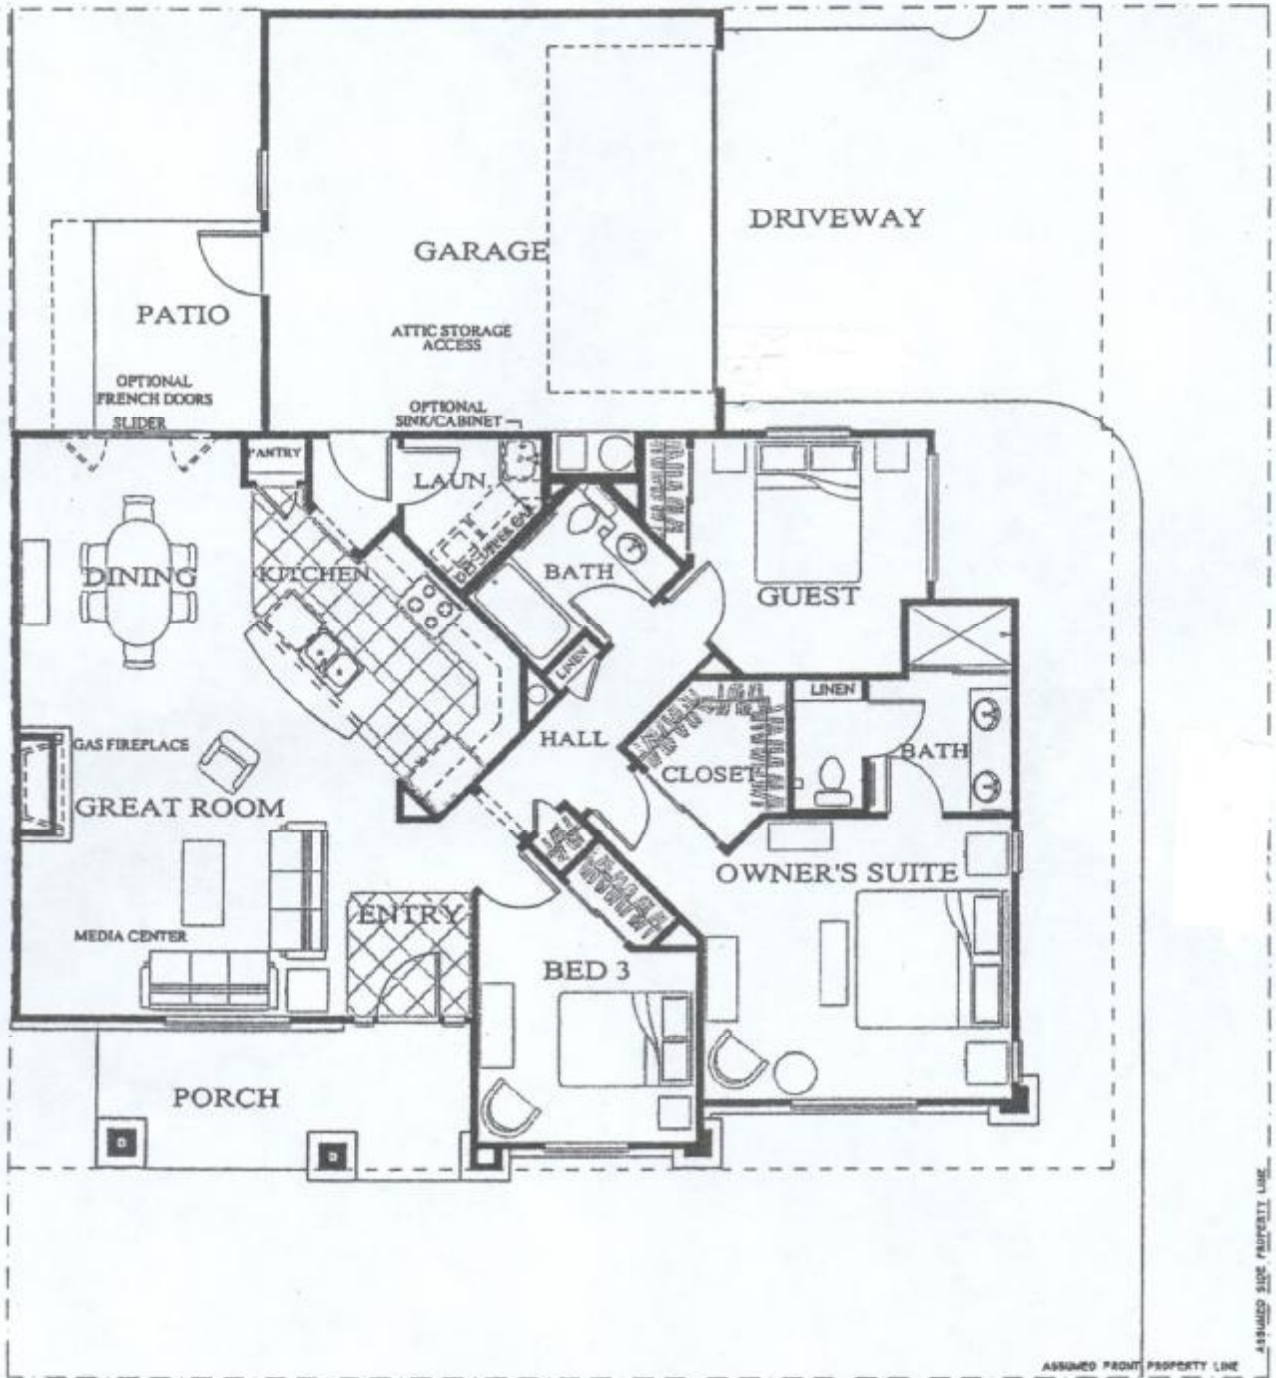 DRIVEWAY
GARAGE
PATIO
ATTIC STORAGE
ACCESS
OPTIONAL
FRENCH DOORS
SLIDER
OPTIONAL
SINK/CABINET
PANTRY
LAUN.
DINING
KITCHEN
BATH
GUEST
LINEN
LINEN
HALL
BATH
GAS FIREPLACE
CLOSET
GREAT ROOM
OWNER'S SUITE
ENTRY
MEDIA CENTER
BED 3
PORCH
ASSUMED SIDE PROPERTY LINE
ASSUMED FRONT PROPERTY LINE